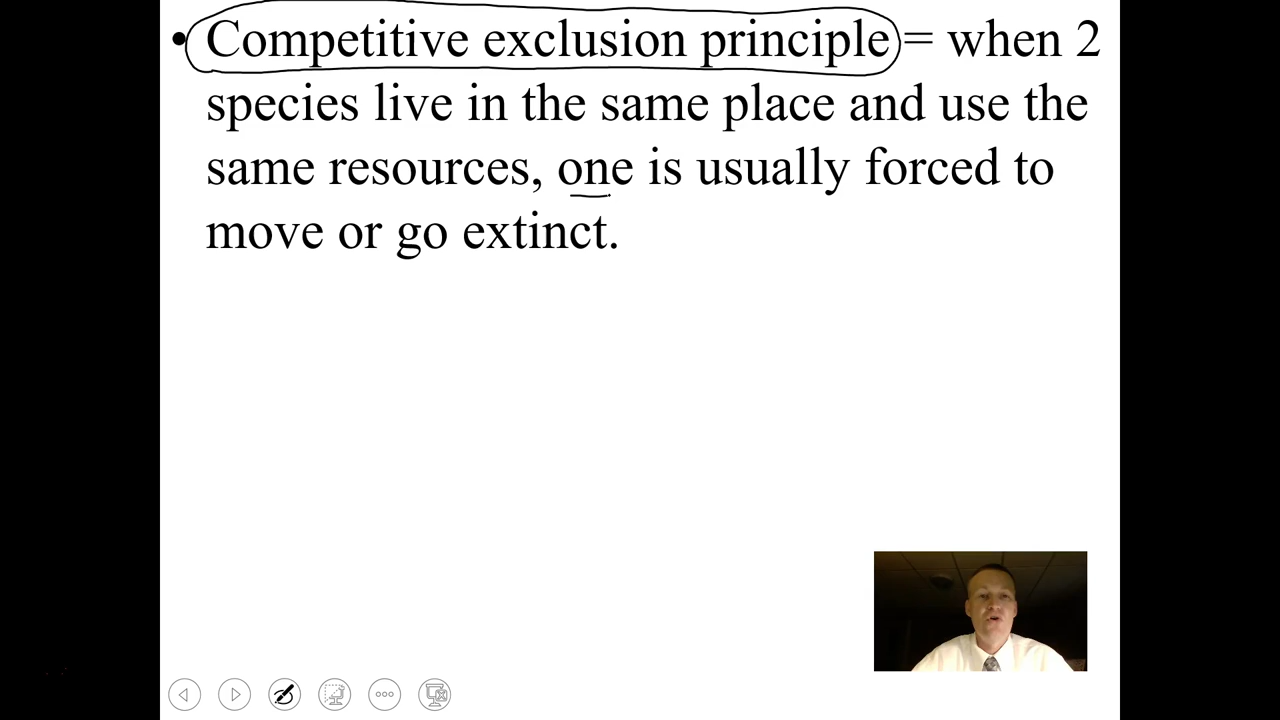 • Competitive exclusion principle = when 2
species live in the same place and use the
same resources, one is usually forced to
move or go extinct.